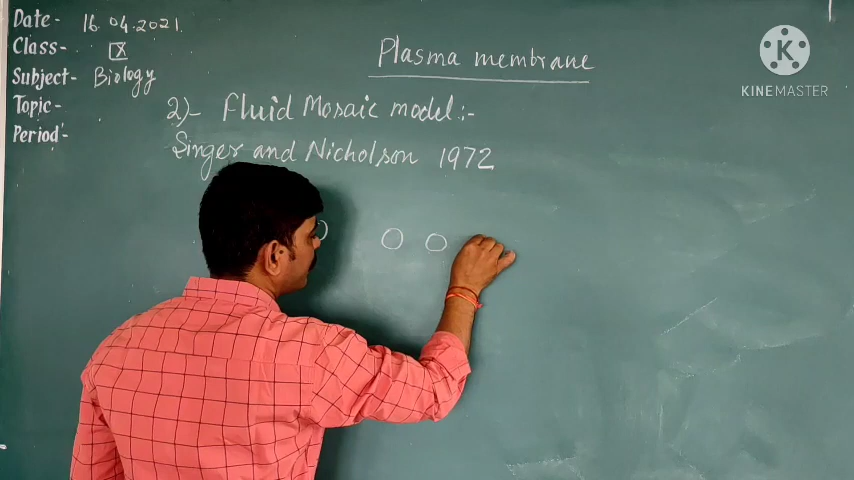 Date- 16.04.2021.
Class- IX
Subject- Biology
Topic-
Period-
Plasma membrane
2)- Fluid Mosaic model:-
Singer and Nicholson 1972
K
KINEMASTER